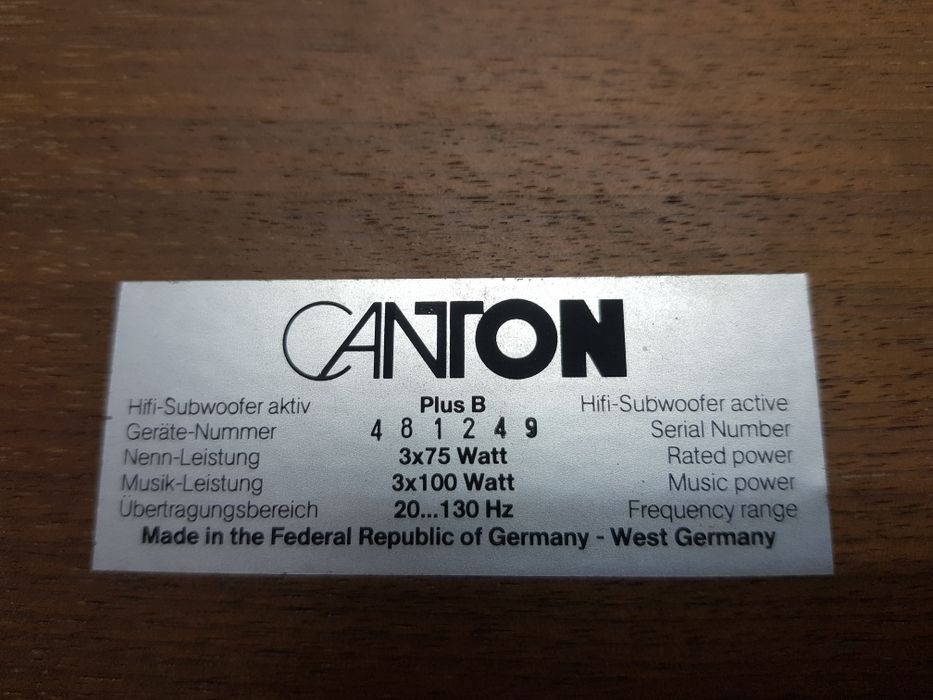 CANTON
Hifi-Subwoofer aktiv Plus B Hifi-Subwoofer active
Geräte-Nummer 481249 Serial Number
Nenn-Leistung 3x75 Watt Rated power
Musik-Leistung 3x100 Watt Music power
Übertragungsbereich 20...130 Hz Frequency range
Made in the Federal Republic of Germany - West Germany